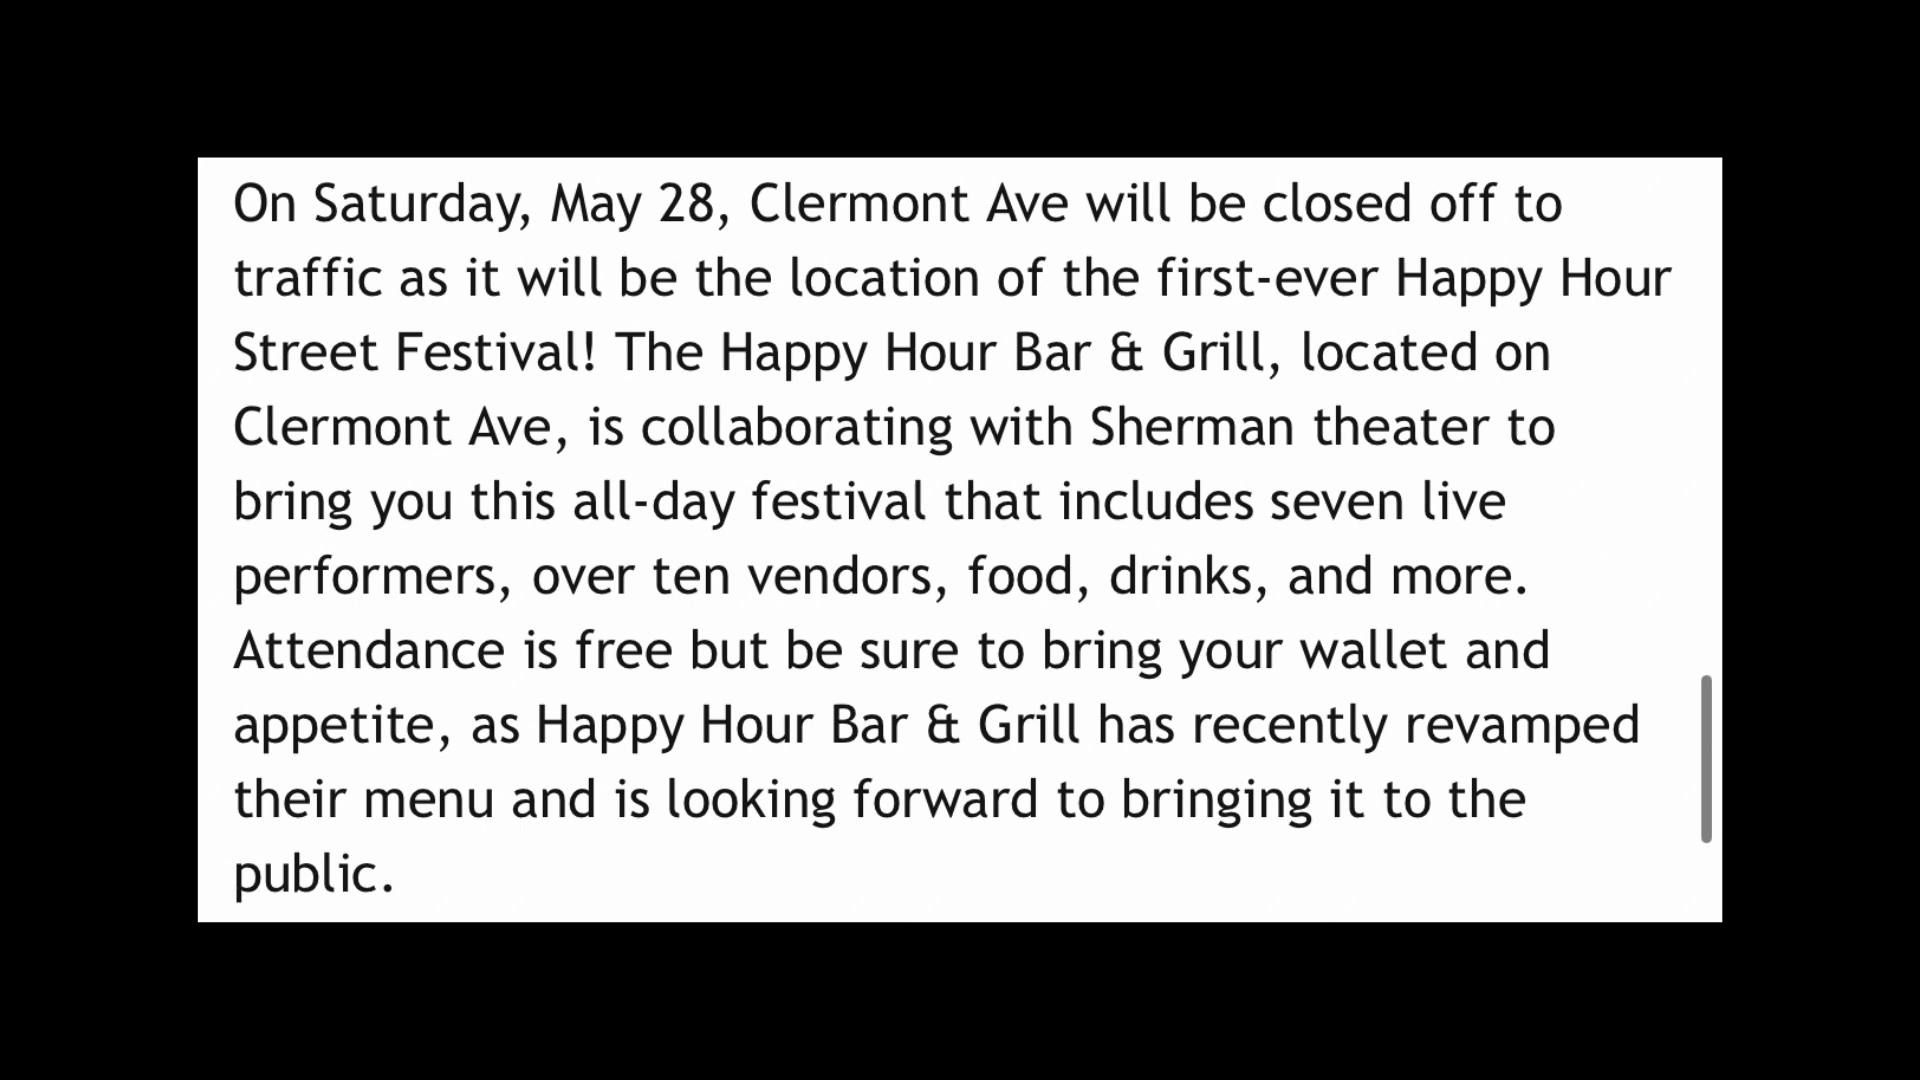 On Saturday, May 28, Clermont Ave will be closed off to
traffic as it will be the location of the first-ever Happy Hour
Street Festival! The Happy Hour Bar & Grill, located on
Clermont Ave, is collaborating with Sherman theater to
bring you this all-day festival that includes seven live
performers, over ten vendors, food, drinks, and more.
Attendance is free but be sure to bring your wallet and
appetite, as Happy Hour Bar & Grill has recently revamped
their menu and is looking forward to bringing it to the
public.